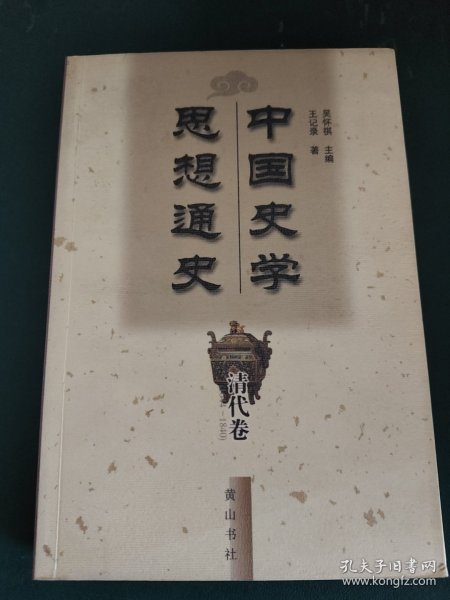 中国史学
思想通史
吴怀祺 主编
王记录 著
清代卷
-1840)
黄山书社
孔夫子旧书网
www.kongfz.com